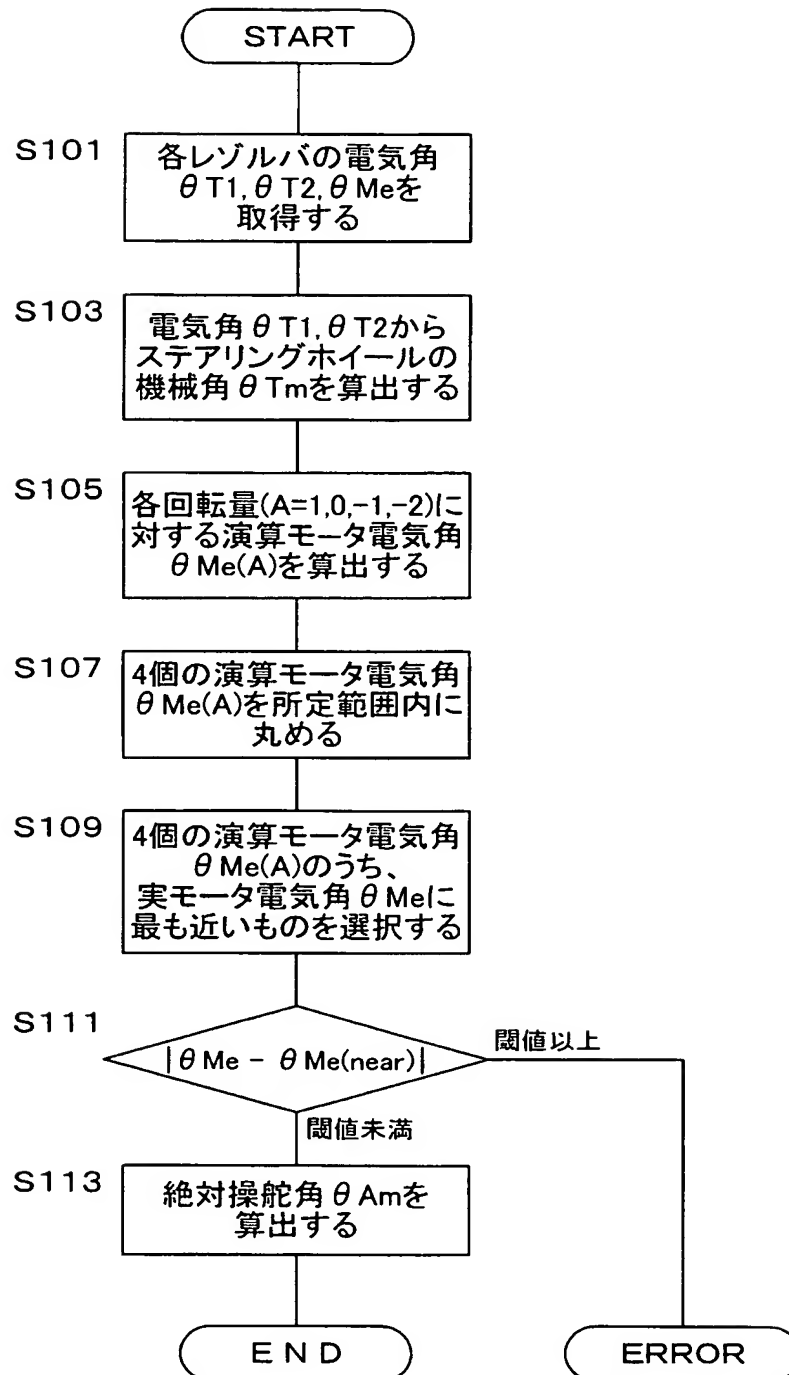 START
S101
各レゾルバの電気角
θT1,θT2,θMeを
取得する
S103
電気角θT1,θT2から
ステアリングホイールの
機械角θTmを算出する
S105
各回転量(A=1,0,-1,-2)に
対する演算モータ電気角
θMe(A)を算出する
S107
4個の演算モータ電気角
θMe(A)を所定範囲内に
丸める
S109
4個の演算モータ電気角
θMe(A)のうち、
実モータ電気角θMeに
最も近いものを選択する
S111
|θMe - θMe(near)|
閾値以上
閾値未満
S113
絶対操舵角θAmを
算出する
END
ERROR